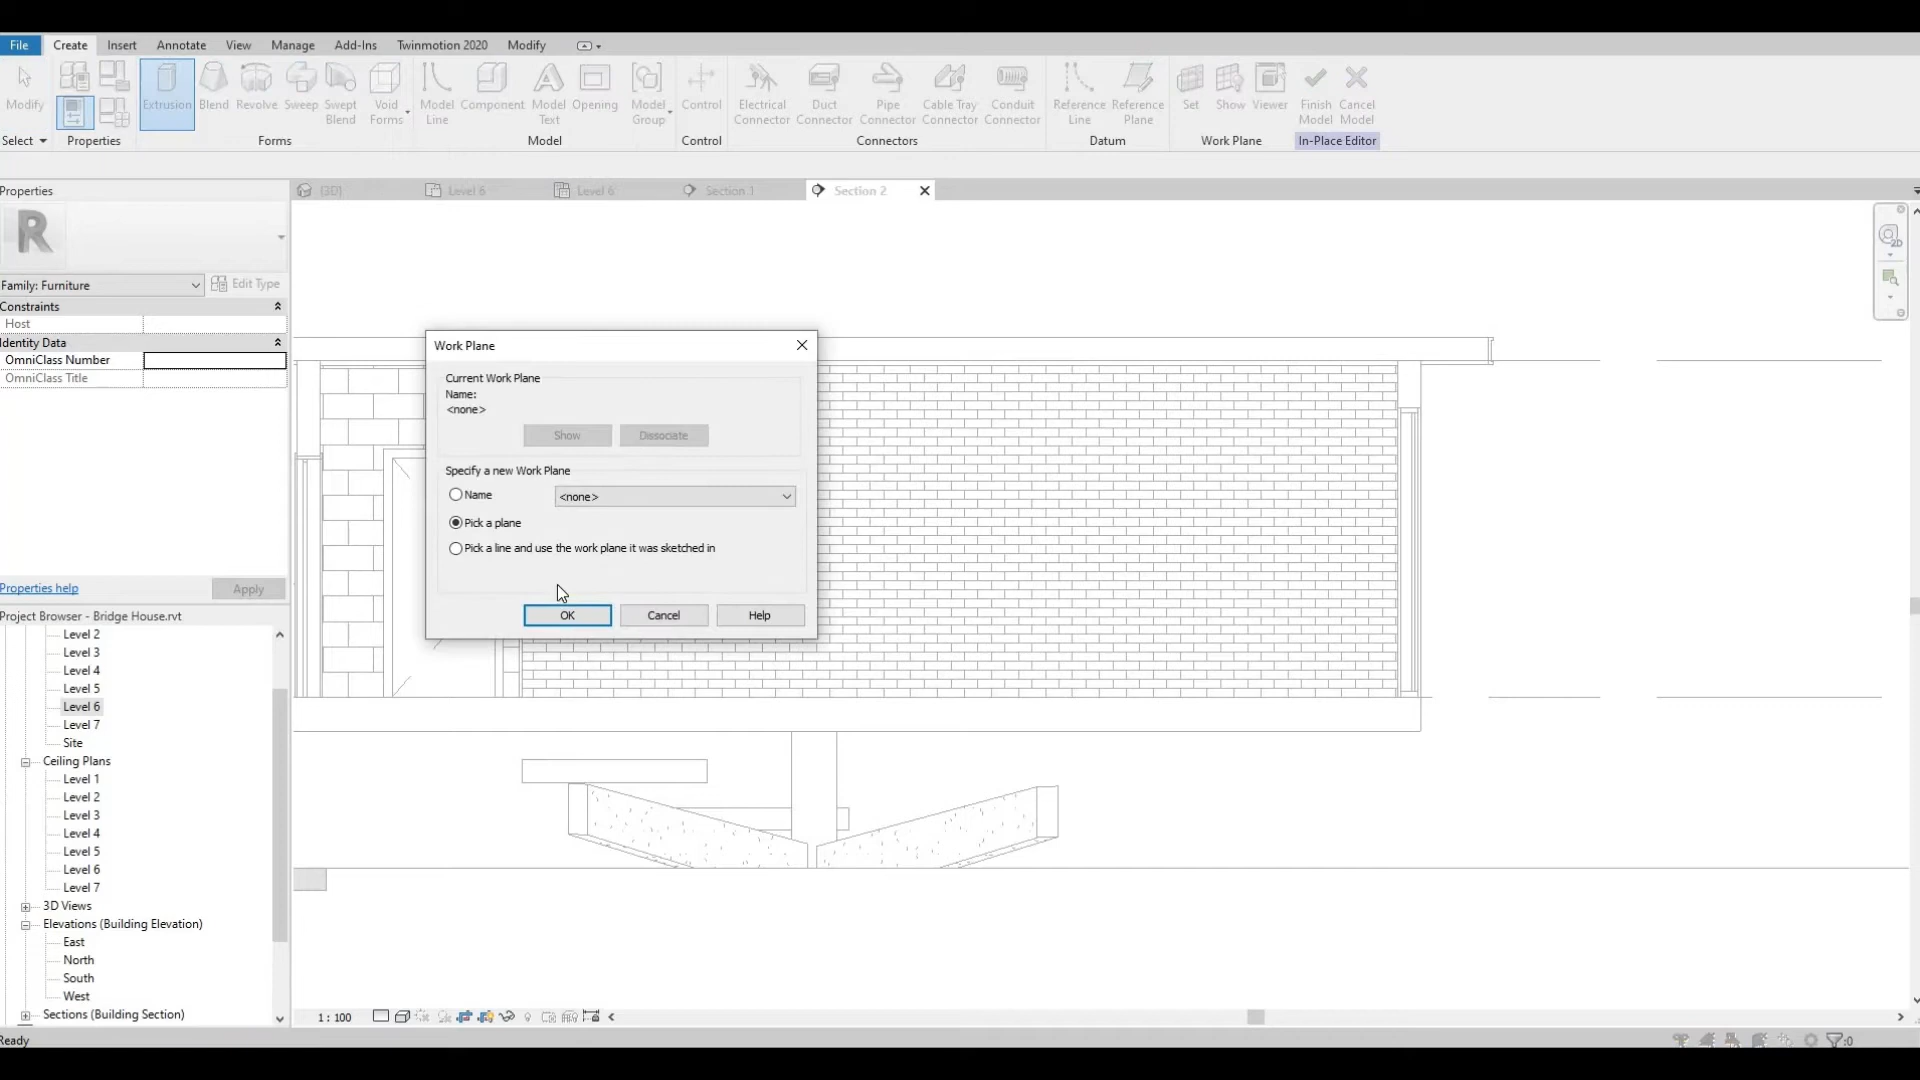 File Create Insert Annotate View Manage Add-Ins Twinmotion 2020 Modify
Modify Extrusion Blend Revolve Sweep Swept Blend Void Forms Model Line Component Model Text Opening Model Group Control Electrical Connector Duct Connector Pipe Connector Cable Tray Connector Conduit Connector Reference Line Reference Plane Set Show Viewer Finish Model Cancel Model
Select Properties Forms Model Control Connectors Datum Work Plane In-Place Editor
Properties
{3D} Level 6 Level 6 Section 1 Section 2
R
2D
Family: Furniture Edit Type
Constraints
Host
Identity Data
OmniClass Number
OmniClass Title
Properties help Apply
Work Plane
Current Work Plane
Name:
<none>
Show Dissociate
Specify a new Work Plane
Name <none>
Pick a plane
Pick a line and use the work plane it was sketched in
OK Cancel Help
Project Browser - Bridge House.rvt
Level 2
Level 3
Level 4
Level 5
Level 6
Level 7
Site
Ceiling Plans
Level 1
Level 2
Level 3
Level 4
Level 5
Level 6
Level 7
3D Views
Elevations (Building Elevation)
East
North
South
West
Sections (Building Section)
1 : 100
Ready
:0